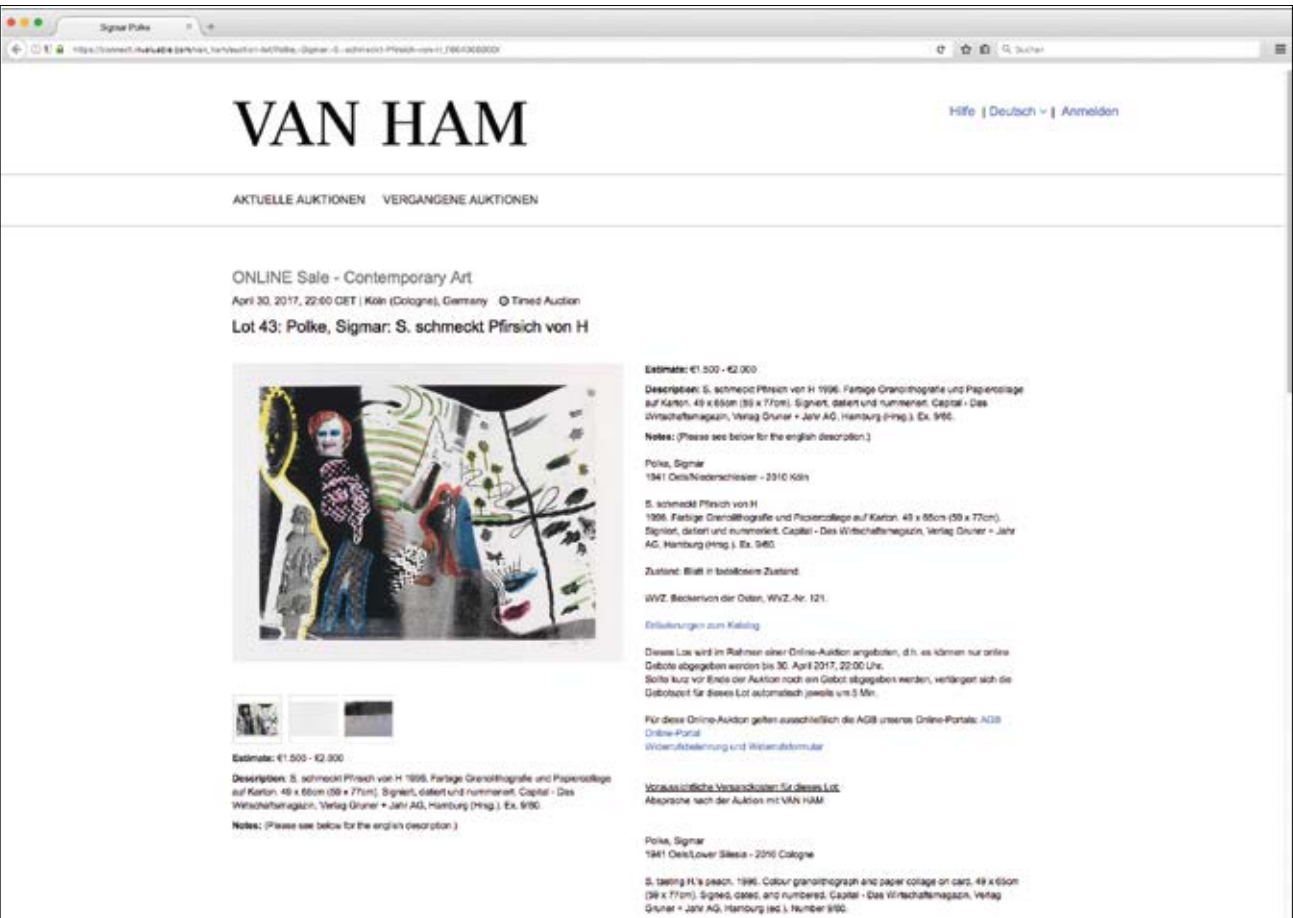 Sigmar Polke
Suchen
VAN HAM
Hilfe | Deutsch | Anmelden
AKTUELLE AUKTIONEN VERGANGENE AUKTIONEN
ONLINE Sale - Contemporary Art
April 30, 2017, 22:00 CET | Köln (Cologne), Germany Timed Auction
Lot 43: Polke, Sigmar: S. schmeckt Pfirsich von H
Estimate: €1.500 - €2.000
Description: S. schmeckt Pfirsich von H 1996. Farbige Granolithografie und Papiercollage
auf Karton. 49 x 65cm (59 x 77cm). Signiert, datiert und nummeriert. Capital - Das
Wirtschaftsmagazin, Verlag Gruner + Jahr AG, Hamburg (Hrsg.). Ex. 9/60.
Notes: (Please see below for the english description.)
Estimate: €1.500 - €2.000
Description: S. schmeckt Pfirsich von H 1996. Farbige Granolithografie und Papiercollage
auf Karton. 49 x 65cm (59 x 77cm). Signiert, datiert und nummeriert. Capital - Das
Wirtschaftsmagazin, Verlag Gruner + Jahr AG, Hamburg (Hrsg.). Ex. 9/60.
Notes: (Please see below for the english description.)
Polke, Sigmar
1941 Oels/Niederschlesien - 2010 Köln
S. schmeckt Pfirsich von H
1996. Farbige Granolithografie und Papiercollage auf Karton. 49 x 65cm (59 x 77cm).
Signiert, datiert und nummeriert. Capital - Das Wirtschaftsmagazin, Verlag Gruner + Jahr
AG, Hamburg (Hrsg.). Ex. 9/60.
Zustand: Blatt in tadellosem Zustand.
WVZ. Becker/von der Osten, WVZ.-Nr. 121.
Erläuterungen zum Katalog
Dieses Los wird im Rahmen einer Online-Auktion angeboten, d.h. es können nur online
Gebote abgegeben werden bis 30. April 2017, 22:00 Uhr.
Sollte kurz vor Ende der Auktion noch ein Gebot abgegeben werden, verlängert sich die
Gebotszeit für dieses Lot automatisch jeweils um 5 Min.
Für diese Online-Auktion gelten ausschließlich die AGB unseres Online-Portals: AGB
Online-Portal
Widerrufsbelehrung und Widerrufsformular
Voraussichtliche Versandkosten für dieses Lot:
Absprache nach der Auktion mit VAN HAM
Polke, Sigmar
1941 Oels/Lower Silesia - 2010 Cologne
S. tasting H.'s peach. 1996. Colour granolithograph and paper collage on card. 49 x 65cm
(59 x 77cm). Signed, dated, and numbered. Capital - Das Wirtschaftsmagazin, Verlag
Gruner + Jahr AG, Hamburg (ed.). Number 9/60.